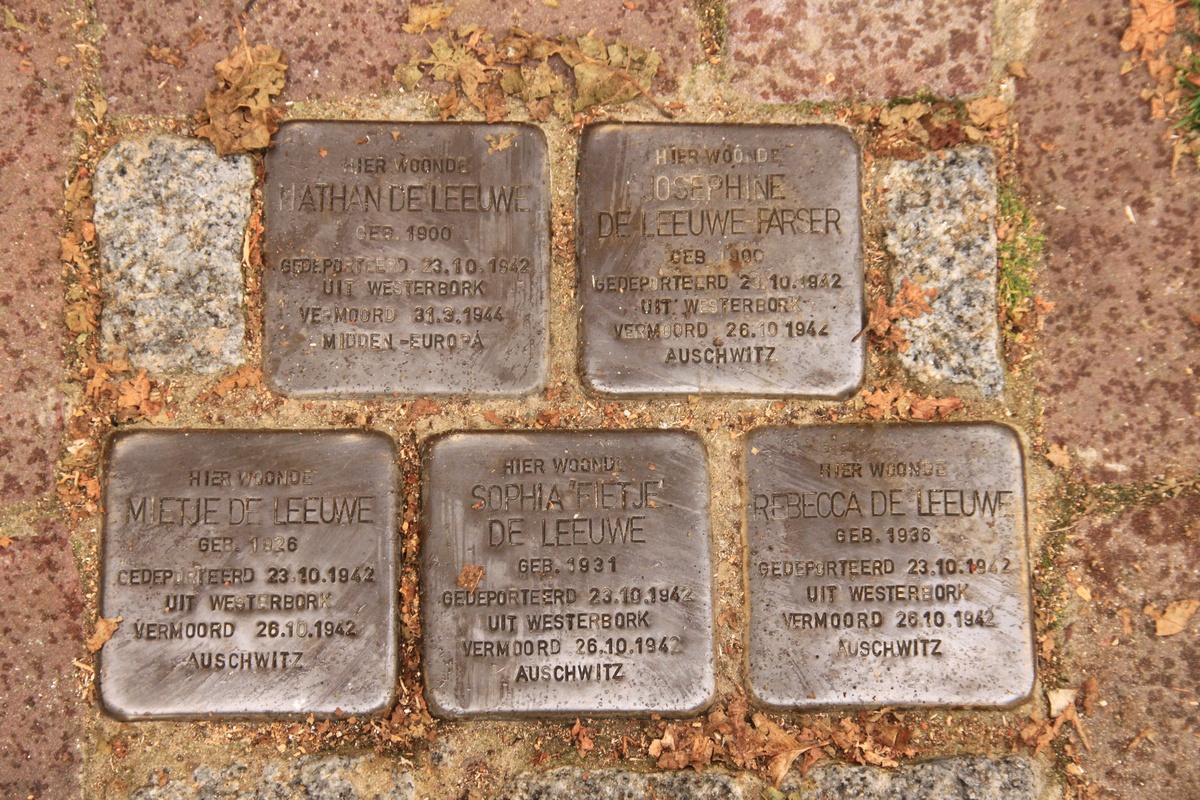 HIER WOONDE
NATHAN DE LEEUWE
GEB. 1900
GEDEPORTEERD 23.10.1942
UIT WESTERBORK
VERMOORD 31.3.1944
MIDDEN-EUROPA
HIER WOONDE
JOSEPHINE
DE LEEUWE-FARSER
GEB. 1900
GEDEPORTEERD 23.10.1942
UIT WESTERBORK
VERMOORD 26.10.1944
AUSCHWITZ
HIER WOONDE
MIETJE DE LEEUWE
GEB. 1926
GEDEPORTEERD 23.10.1942
UIT WESTERBORK
VERMOORD 26.10.1942
AUSCHWITZ
HIER WOONDE
SOPHIA 'FIETJE'
DE LEEUWE
GEB. 1931
GEDEPORTEERD 23.10.1942
UIT WESTERBORK
VERMOORD 26.10.1942
AUSCHWITZ
HIER WOONDE
REBECCA DE LEEUWE
GEB. 1936
GEDEPORTEERD 23.10.1942
UIT WESTERBORK
VERMOORD 26.10.1942
AUSCHWITZ